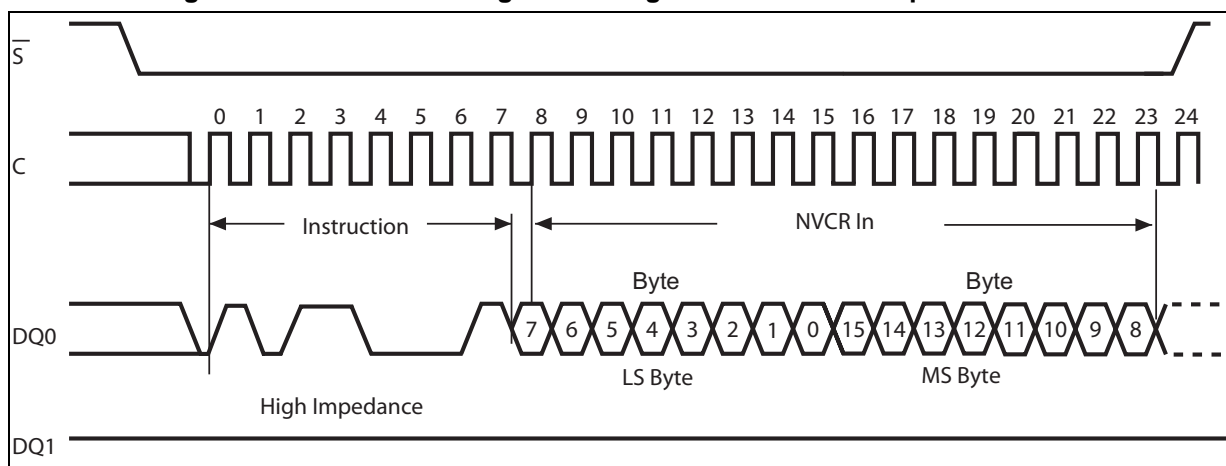 S
0 1 2 3 4 5 6 7 8 9 10 11 12 13 14 15 16 17 18 19 20 21 22 23 24
C
Instruction NVCR In
Byte Byte
DQ0 7 6 5 4 3 2 1 0 15 14 13 12 11 10 9 8
LS Byte MS Byte
High Impedance
DQ1